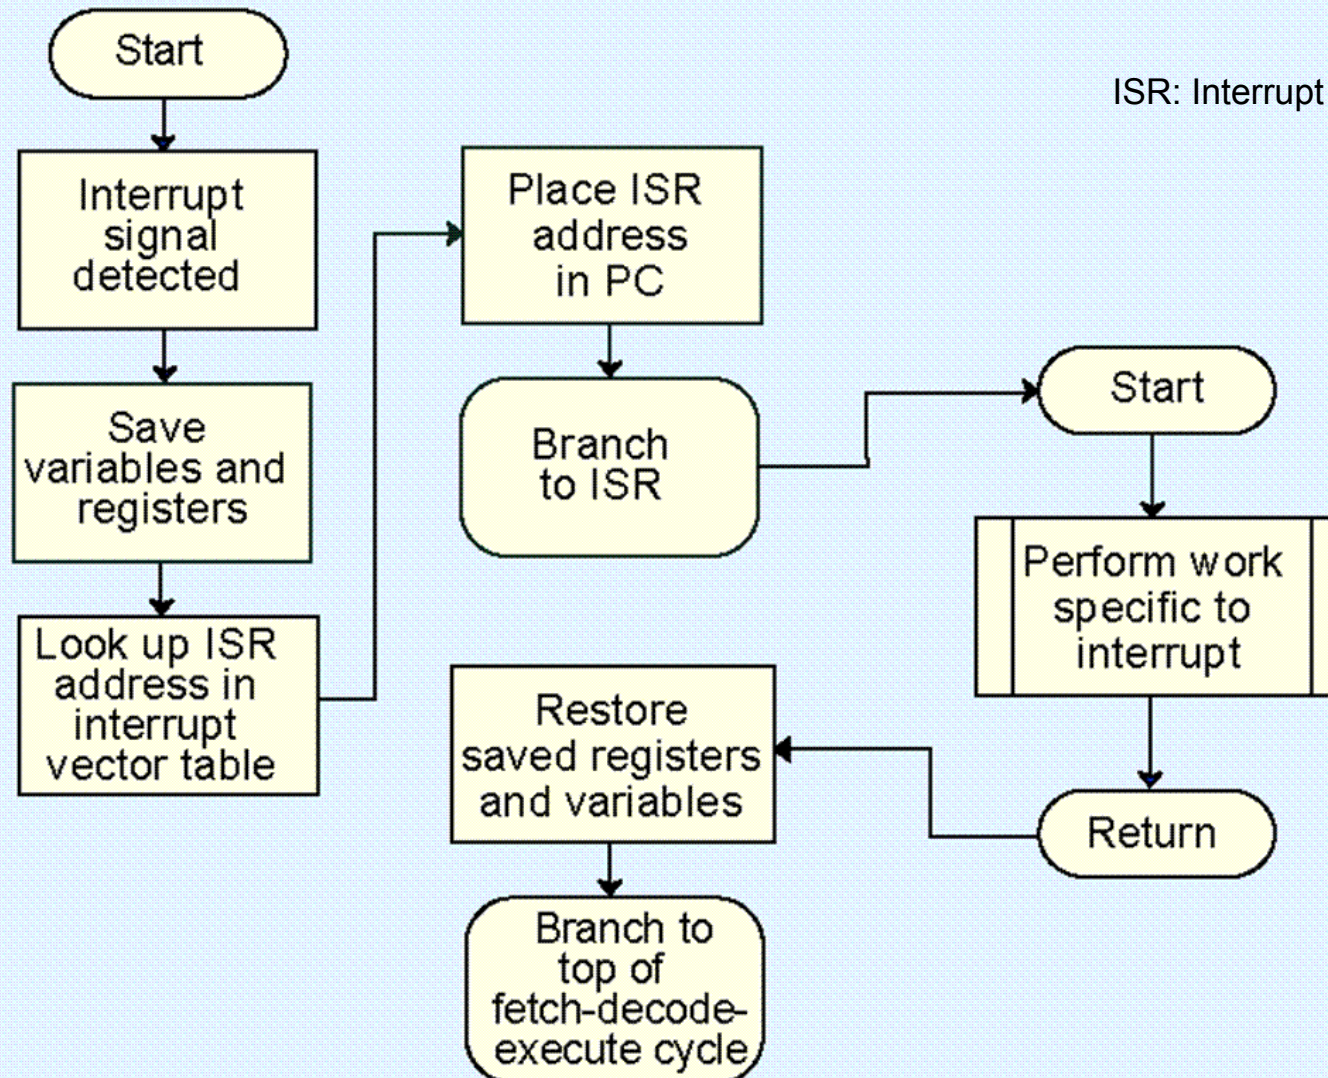 Start
ISR: Interrupt
Interrupt
signal
detected
Save
variables and
registers
Look up ISR
address in
interrupt
vector table
Place ISR
address
in PC
Branch
to ISR
Start
Perform work
specific to
interrupt
Return
Restore
saved registers
and variables
Branch to
top of
fetch-decode-
execute cycle